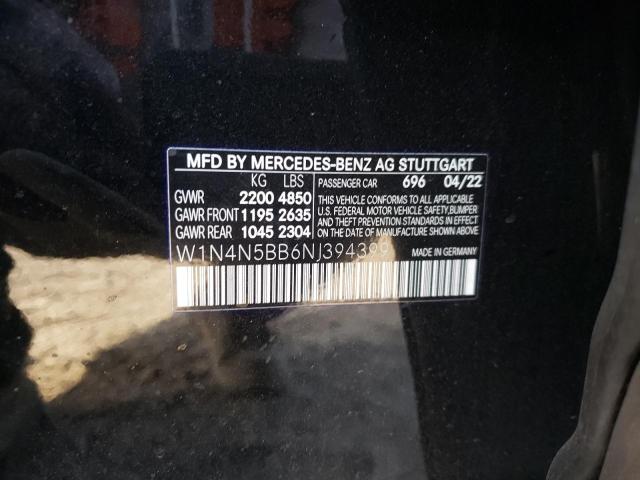 MFD BY MERCEDES-BENZ AG STUTTGART
KG LBS
GVWR 2200 4850
GAWR FRONT 1195 2635
GAWR REAR 1045 2304
PASSENGER CAR 696 04/22
THIS VEHICLE CONFORMS TO ALL APPLICABLE
U.S. FEDERAL MOTOR VEHICLE SAFETY, BUMPER
AND THEFT PREVENTION STANDARDS IN EFFECT
ON THE DATE OF MANUFACTURE SHOWN ABOVE.
W1N4N5BB6NJ394399
MADE IN GERMANY